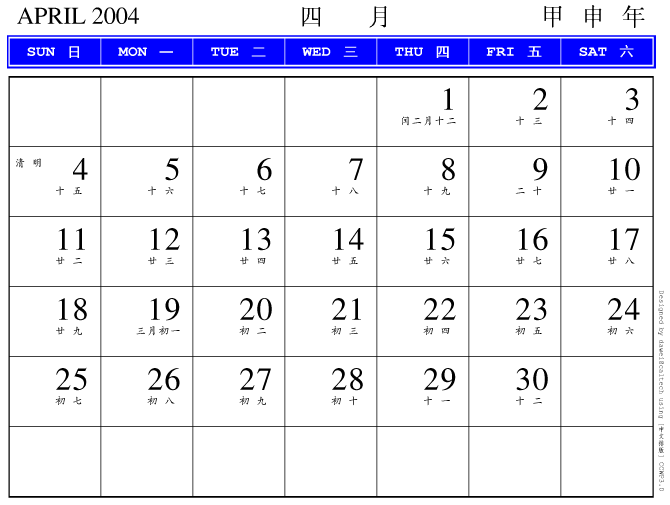 APRIL 2004 四 月 甲 申 年
SUN 日 MON 一 TUE 二 WED 三 THU 四 FRI 五 SAT 六
1 2 3
闰二月十二 十 三 十 四
清 明 4 5 6 7 8 9 10
十 五 十 六 十 七 十 八 十 九 二 十 廿 一
11 12 13 14 15 16 17
廿 二 廿 三 廿 四 廿 五 廿 六 廿 七 廿 八
18 19 20 21 22 23 24
廿 九 三月初一 初 二 初 三 初 四 初 五 初 六
25 26 27 28 29 30
初 七 初 八 初 九 初 十 十 一 十 二
Designed by dawei@caltech using [中文排版] CCMP3.0